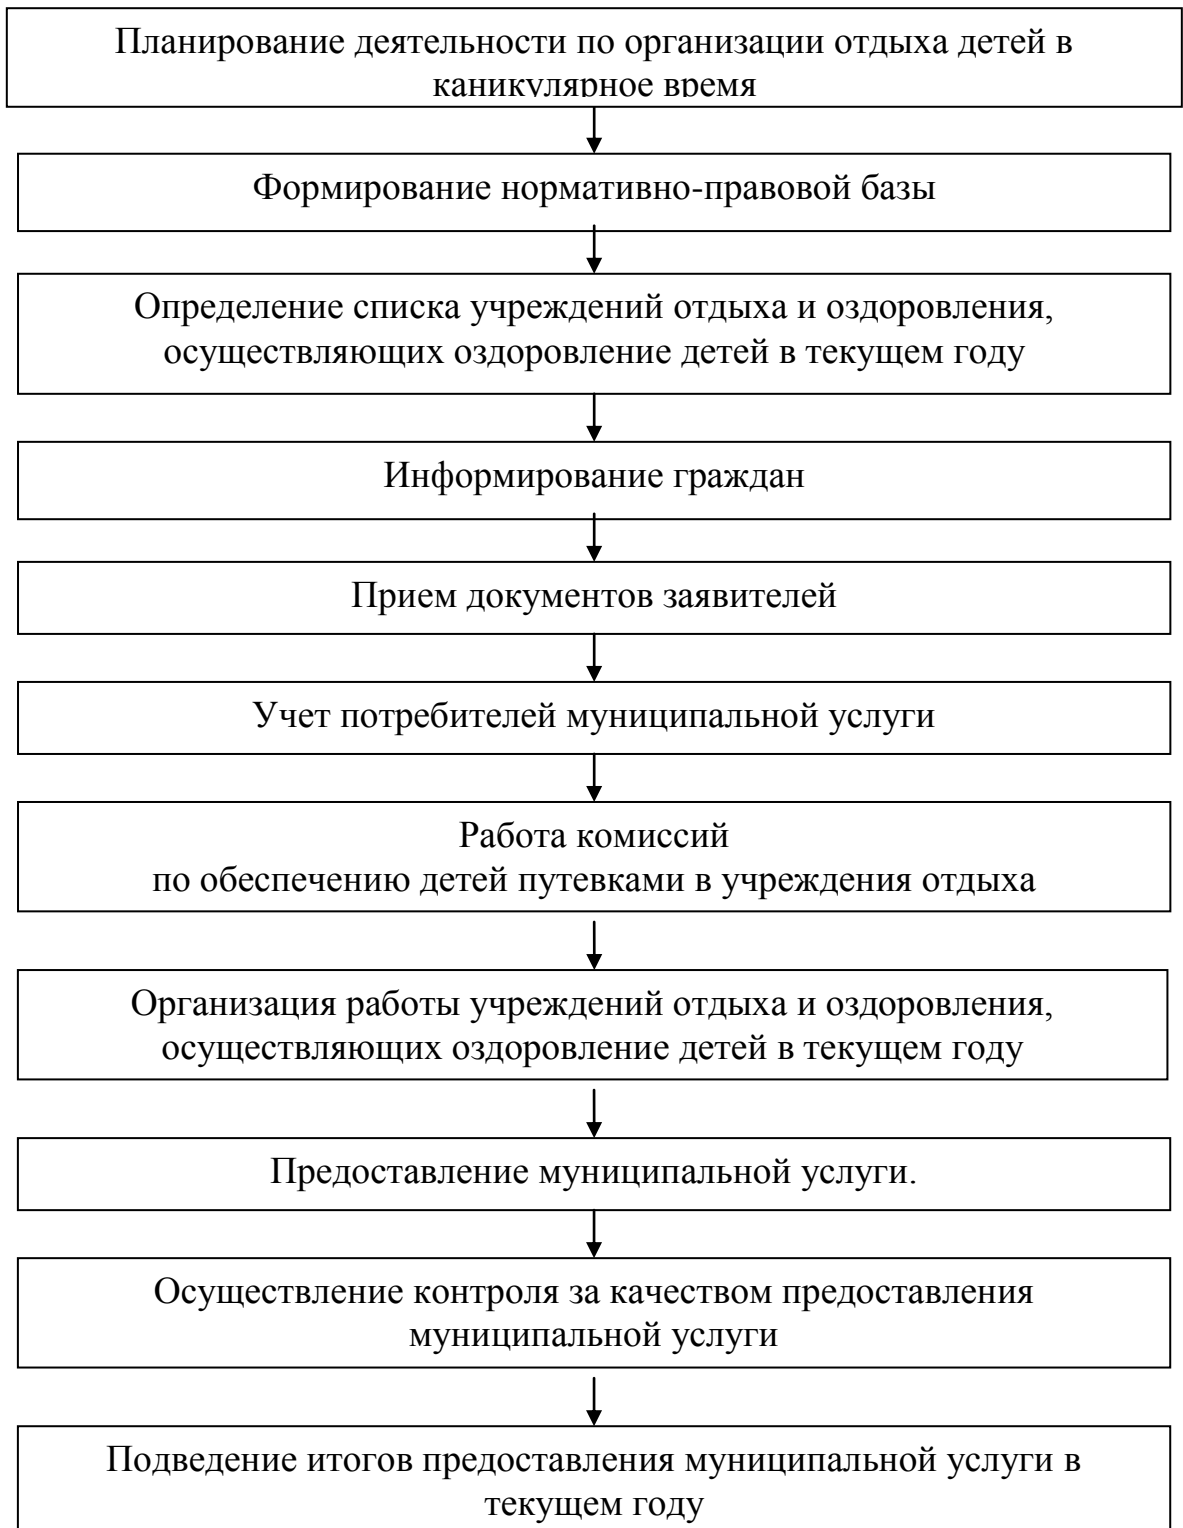 Планирование деятельности по организации отдыха детей в
каникулярное время
Формирование нормативно-правовой базы
Определение списка учреждений отдыха и оздоровления,
осуществляющих оздоровление детей в текущем году
Информирование граждан
Прием документов заявителей
Учет потребителей муниципальной услуги
Работа комиссий
по обеспечению детей путевками в учреждения отдыха
Организация работы учреждений отдыха и оздоровления,
осуществляющих оздоровление детей в текущем году
Предоставление муниципальной услуги.
Осуществление контроля за качеством предоставления
муниципальной услуги
Подведение итогов предоставления муниципальной услуги в
текущем году